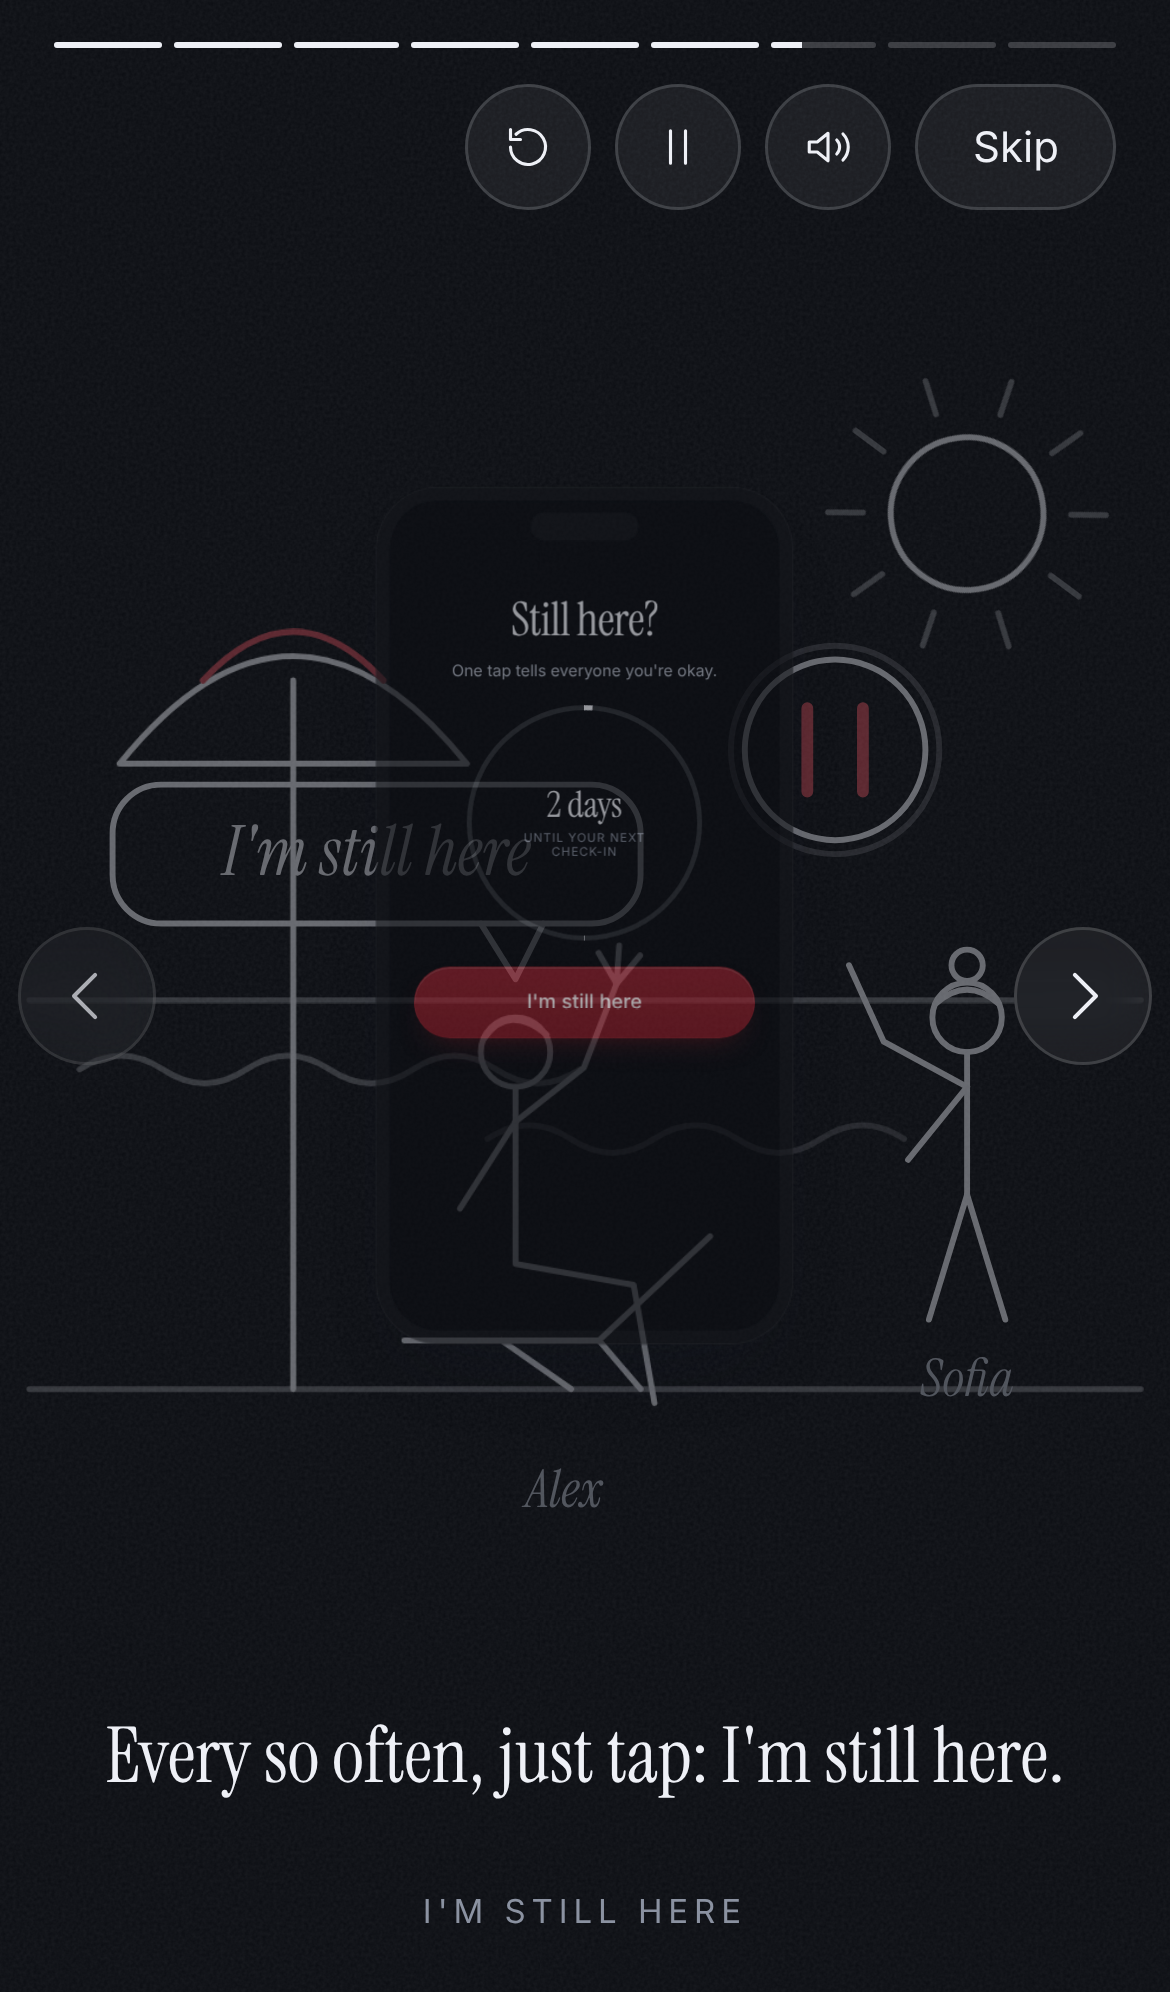 Skip
Still here?
One tap tells everyone you're okay.
2 days
UNTIL YOUR NEXT
CHECK-IN
I'm still here
I'm still here
Sofia
Alex
Every so often, just tap: I'm still here.
I'M STILL HERE